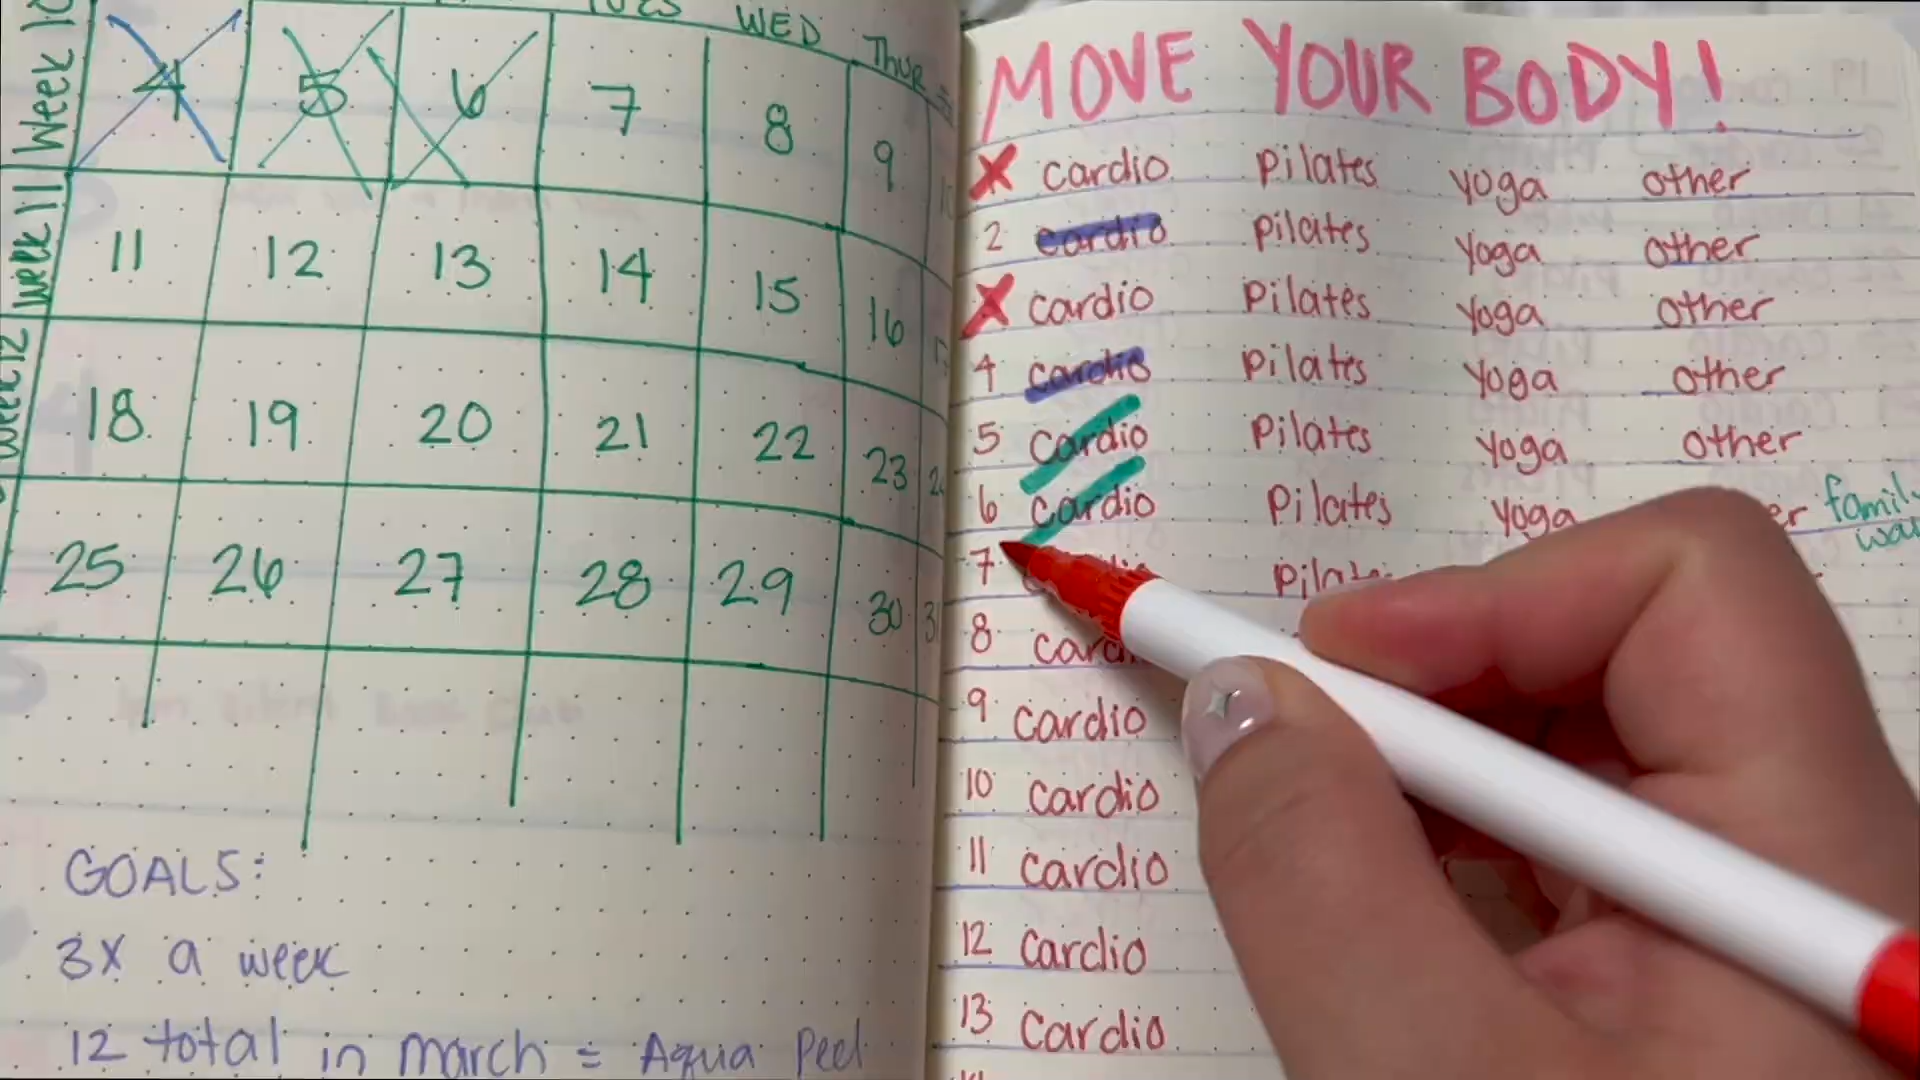 WED
Thur
Week 10
4 5 6 7 8 9
Week 11
11 12 13 14 15 16
Week 12
18 19 20 21 22 23
25 26 27 28 29 30
GOALS:
3x a week
12 total in march = Aqua Peel
MOVE YOUR BODY!
cardio Pilates Yoga other
2 cardio Pilates Yoga other
cardio Pilates Yoga other
4 cardio Pilates Yoga other
5 cardio Pilates Yoga other
6 cardio Pilates Yoga
7
8
9 cardio
10 cardio
11 cardio
12 cardio
13 cardio